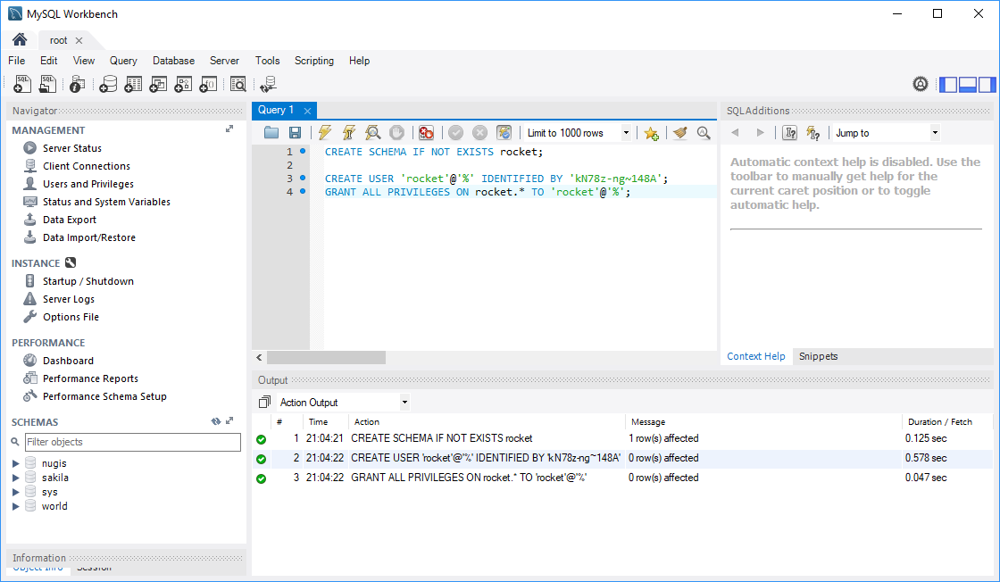 MySQL Workbench
root
File Edit View Query Database Server Tools Scripting Help
Navigator
MANAGEMENT
Server Status
Client Connections
Users and Privileges
Status and System Variables
Data Export
Data Import/Restore
INSTANCE
Startup / Shutdown
Server Logs
Options File
PERFORMANCE
Dashboard
Performance Reports
Performance Schema Setup
SCHEMAS
Filter objects
nugis
sakila
sys
world
Information
Object Info Session
Query 1
Limit to 1000 rows
1 CREATE SCHEMA IF NOT EXISTS rocket;
2
3 CREATE USER 'rocket'@'%' IDENTIFIED BY 'kN78z-ng~148A';
4 GRANT ALL PRIVILEGES ON rocket.* TO 'rocket'@'%';
SQLAdditions
Jump to
Automatic context help is disabled. Use the
toolbar to manually get help for the
current caret position or to toggle
automatic help.
Context Help Snippets
Output
Action Output
# Time Action Message Duration / Fetch
1 21:04:21 CREATE SCHEMA IF NOT EXISTS rocket 1 row(s) affected 0.125 sec
2 21:04:22 CREATE USER 'rocket'@'%' IDENTIFIED BY 'kN78z-ng~148A' 0 row(s) affected 0.578 sec
3 21:04:22 GRANT ALL PRIVILEGES ON rocket.* TO 'rocket'@'%' 0 row(s) affected 0.047 sec